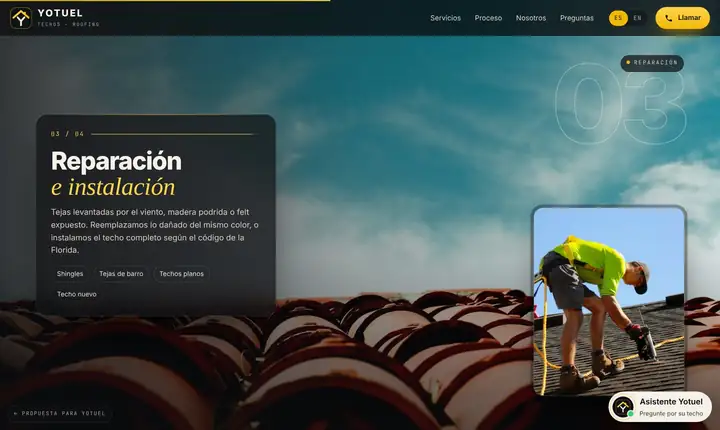 YOTUEL
TECHOS · ROOFING
Servicios
Proceso
Nosotros
Preguntas
ES
EN
Llamar
REPARACIÓN
03
03 / 04
Reparación
e instalación
Tejas levantadas por el viento, madera podrida o felt
expuesto. Reemplazamos lo dañado del mismo color, o
instalamos el techo completo según el código de la
Florida.
Shingles
Tejas de barro
Techos planos
Techo nuevo
← PROPUESTA PARA YOTUEL
Asistente Yotuel
Pregunte por su techo